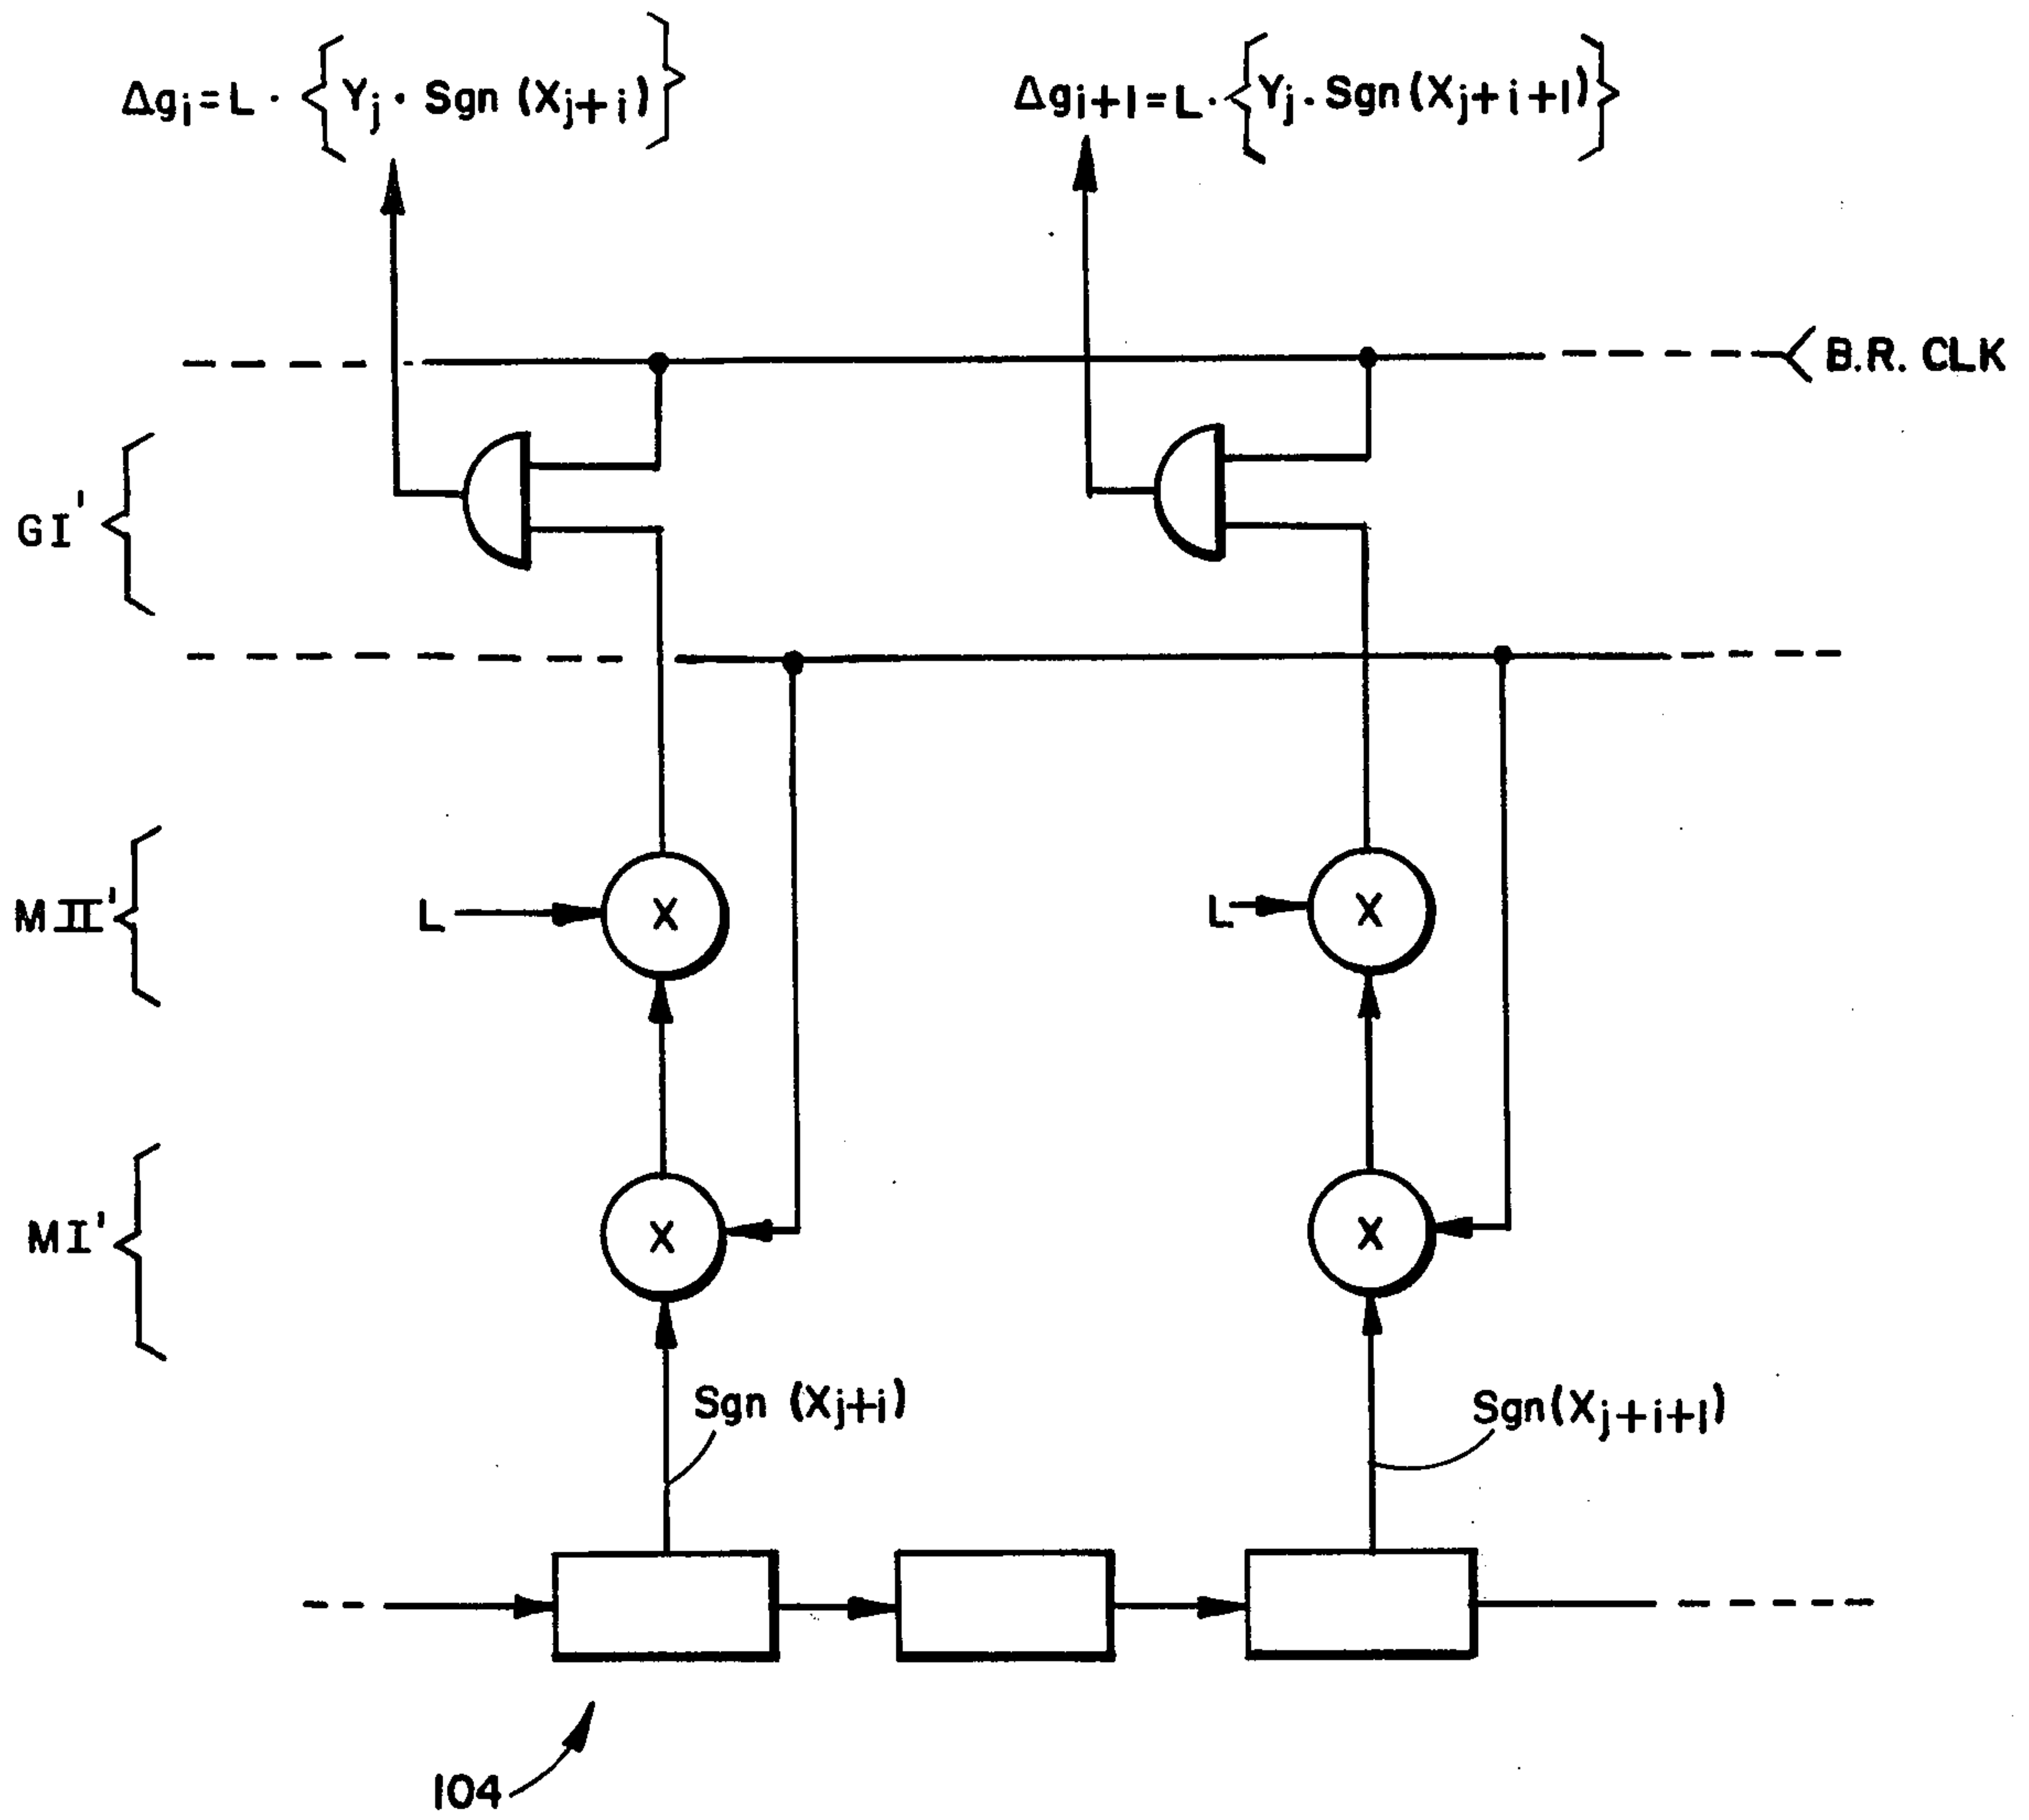 Δgi=L · {Yj · Sgn (Xj+i)}
Δgi+1=L·{Yj·Sgn(Xj+i+1)}
B.R. CLK
GI'
MII'
L
X
L
X
MI'
X
X
Sgn (Xj+i)
Sgn(Xj+i+1)
104